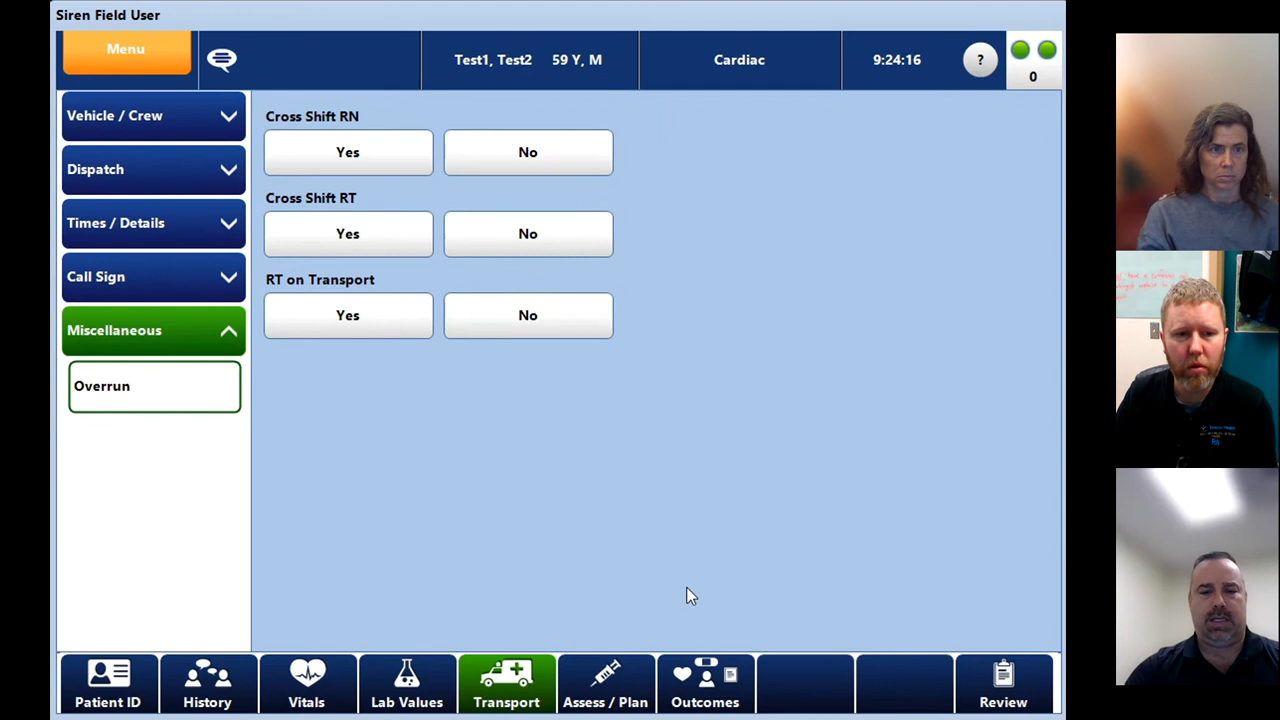 Siren Field User
Menu
Test1, Test2 59 Y, M
Cardiac
9:24:16
?
0
Vehicle / Crew
Dispatch
Times / Details
Call Sign
Miscellaneous
Overrun
Cross Shift RN
Yes No
Cross Shift RT
Yes No
RT on Transport
Yes No
Patient ID
History
Vitals
Lab Values
Transport
Assess / Plan
Outcomes
Review